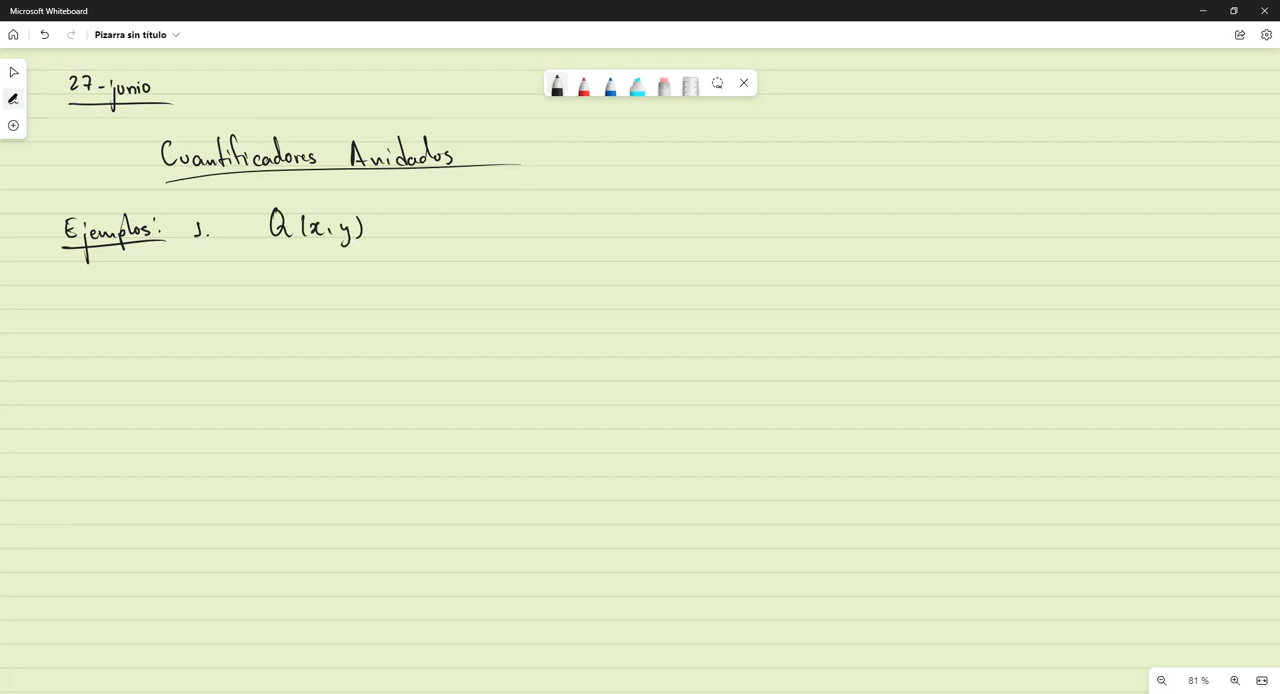 Microsoft Whiteboard
Pizarra sin título
27-junio
Cuantificadores Anidados
Ejemplos: 1. Q(x, y)
81 %